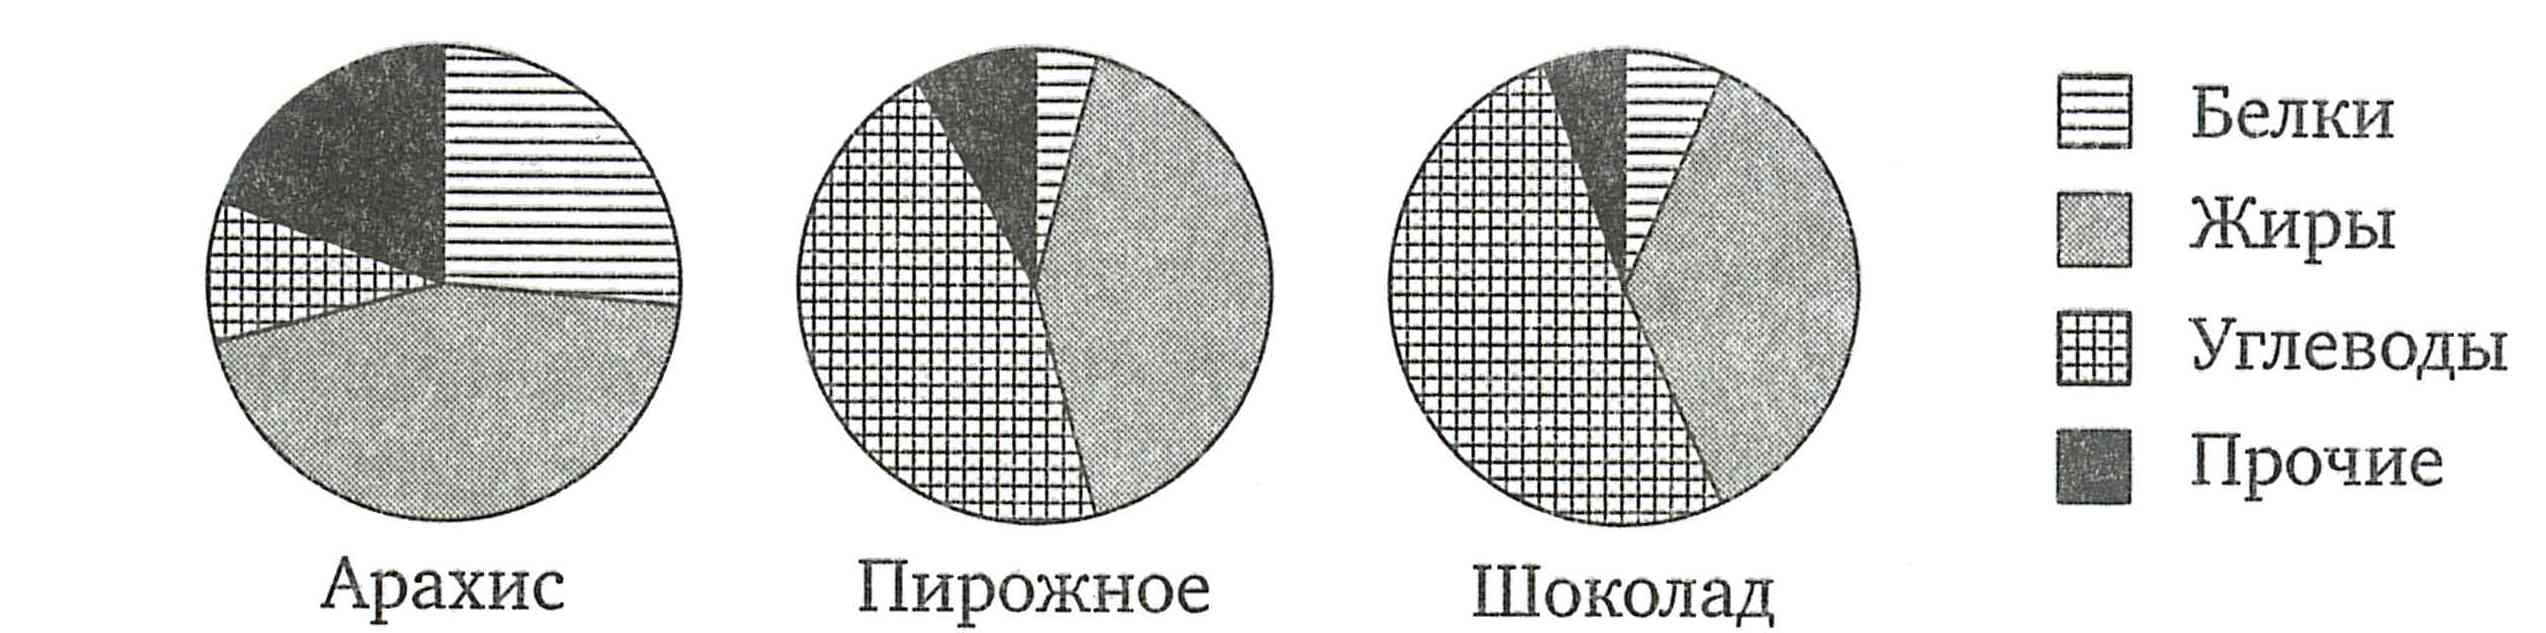 Арахис
Пирожное
Шоколад
Белки
Жиры
Углеводы
Прочие